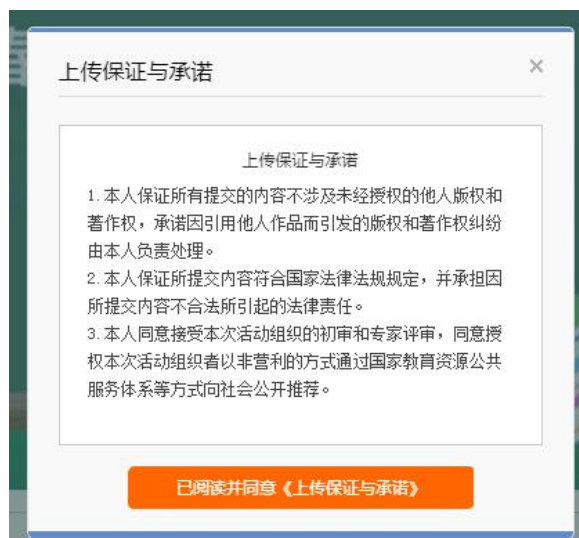 上传保证与承诺
×
上传保证与承诺
1.本人保证所有提交的内容不涉及未经授权的他人版权和
著作权，承诺因引用他人作品而引发的版权和著作权纠纷
由本人负责处理。
2.本人保证所提交内容符合国家法律法规规定，并承担因
所提交内容不合法所引起的法律责任。
3.本人同意接受本次活动组织的初审和专家评审，同意授
权本次活动组织者以非营利的方式通过国家教育资源公共
服务体系等方式向社会公开推荐。
已阅读并同意《上传保证与承诺》